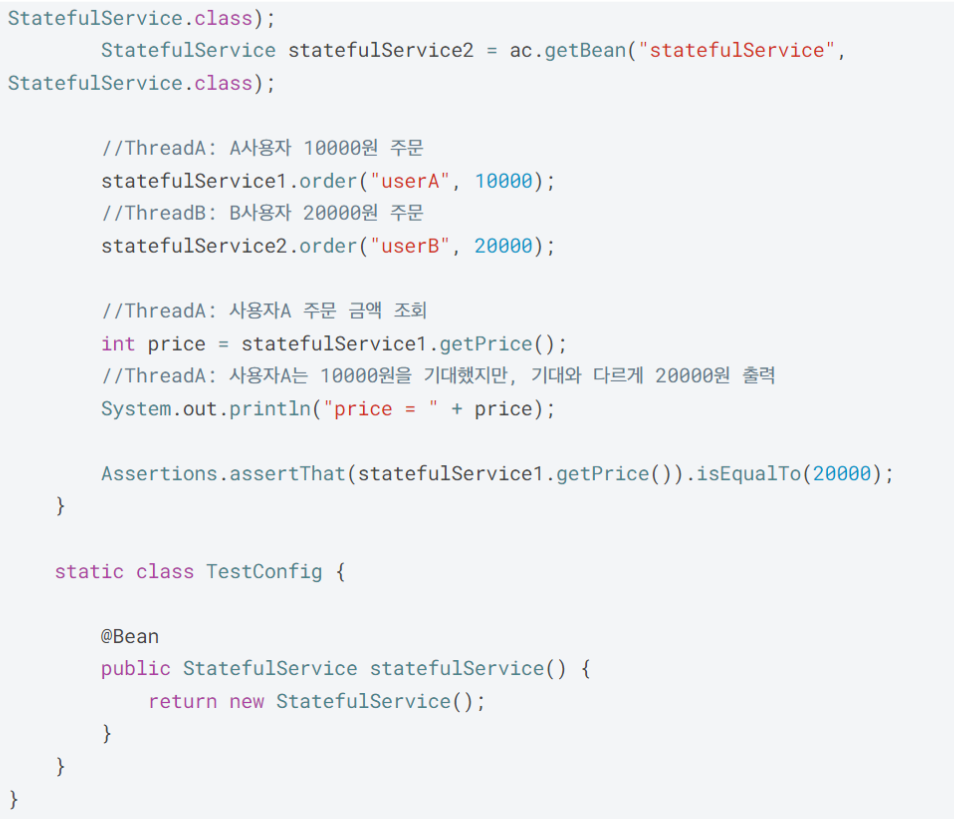 StatefulService.class);
        StatefulService statefulService2 = ac.getBean("statefulService",
StatefulService.class);

        //ThreadA: A사용자 10000원 주문
        statefulService1.order("userA", 10000);
        //ThreadB: B사용자 20000원 주문
        statefulService2.order("userB", 20000);

        //ThreadA: 사용자A 주문 금액 조회
        int price = statefulService1.getPrice();
        //ThreadA: 사용자A는 10000원을 기대했지만, 기대와 다르게 20000원 출력
        System.out.println("price = " + price);

        Assertions.assertThat(statefulService1.getPrice()).isEqualTo(20000);
    }

    static class TestConfig {

        @Bean
        public StatefulService statefulService() {
            return new StatefulService();
        }
    }
}